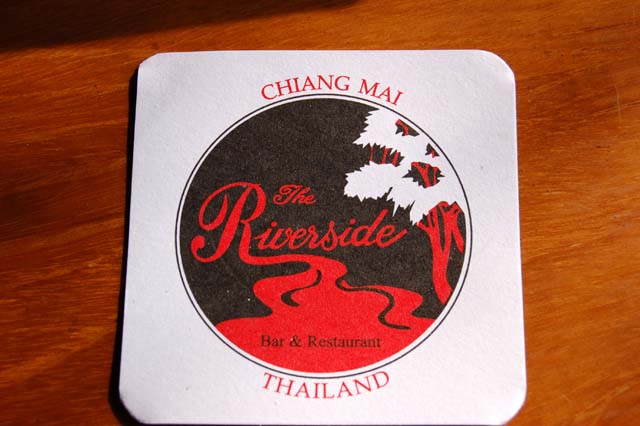 CHIANG MAI
The
Riverside
Bar & Restaurant
THAILAND